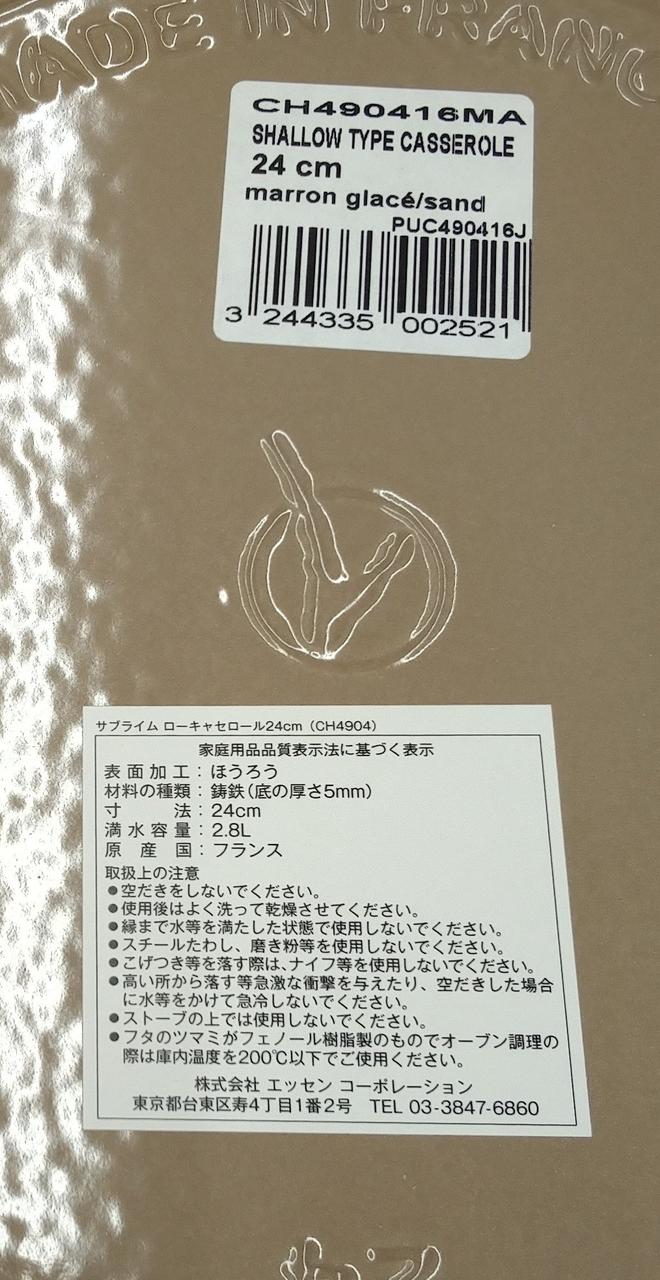 MADE IN FRANC
CH490416MA
SHALLOW TYPE CASSEROLE
24 cm
marron glacé/sand
PUC490416J
3 244335 002521
サブライム ローキャセロール24cm（CH4904）
家庭用品品質表示法に基づく表示
表面加工：ほうろう
材料の種類：鋳鉄（底の厚さ5mm）
寸法：24cm
満水容量：2.8L
原産国：フランス
取扱上の注意
●空だきをしないでください。
●使用後はよく洗って乾燥させてください。
●縁まで水等を満たした状態で使用しないでください。
●スチールたわし、磨き粉等を使用しないでください。
●こげつき等を落す際は、ナイフ等を使用しないでください。
●高い所から落す等急激な衝撃を与えたり、空だきした場合
に水等をかけて急冷しないでください。
●ストーブの上では使用しないでください。
●フタのツマミがフェノール樹脂製のものでオーブン調理の
際は庫内温度を200℃以下でご使用ください。
株式会社 エッセン コーポレーション
東京都台東区寿4丁目1番2号 TEL 03-3847-6860